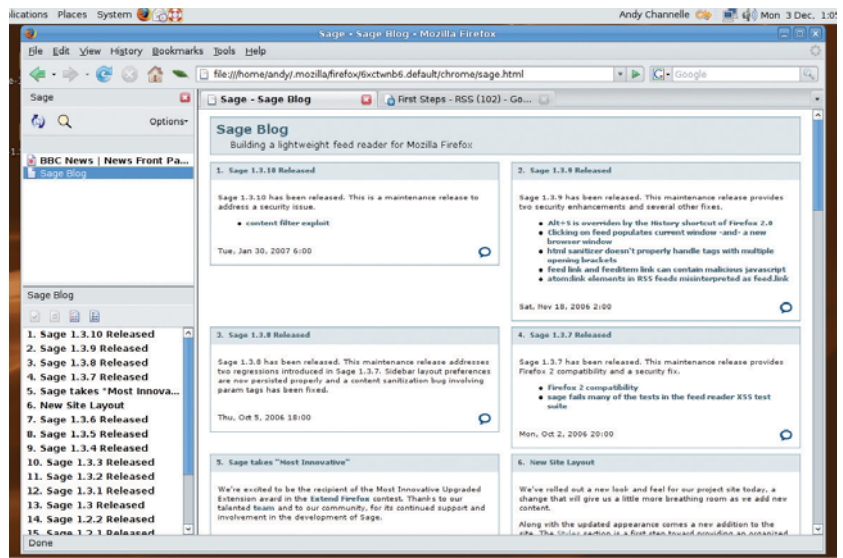 lications Places System Andy Channelle Mon 3 Dec, 1:05
Sage - Sage Blog - Mozilla Firefox
File Edit View History Bookmarks Tools Help
file:///home/andy/.mozilla/firefox/6xctwnb6.default/chrome/sage.html Google
Sage
Options
BBC News | News Front Pa...
Sage Blog
Sage Blog
1. Sage 1.3.10 Released
2. Sage 1.3.9 Released
3. Sage 1.3.8 Released
4. Sage 1.3.7 Released
5. Sage takes "Most Innova...
6. New Site Layout
7. Sage 1.3.6 Released
8. Sage 1.3.5 Released
9. Sage 1.3.4 Released
10. Sage 1.3.3 Released
11. Sage 1.3.2 Released
12. Sage 1.3.1 Released
13. Sage 1.3 Released
14. Sage 1.2.2 Released
15. Sage 1.2.1 Released
Sage - Sage Blog First Steps - RSS (102) - Go...
Sage Blog
Building a lightweight feed reader for Mozilla Firefox
1. Sage 1.3.10 Released
Sage 1.3.10 has been released. This is a maintenance release to
address a security issue.
• content filter exploit
Tue, Jan 30, 2007 6:00
2. Sage 1.3.9 Released
Sage 1.3.9 has been released. This maintenance release provides
two security enhancements and several other fixes.
• Alt+S is overriden by the History shortcut of Firefox 2.0
• Clicking on feed populates current window -and- a new
browser window
• html sanitizer doesn't properly handle tags with multiple
opening brackets
• feed link and feeditem link can contain malicious javascript
• atom:link elements in RSS feeds misinterpreted as feed.link
Sat, Nov 18, 2006 2:00
3. Sage 1.3.8 Released
Sage 1.3.8 has been released. This maintenance release addresses
two regressions introduced in Sage 1.3.7. Sidebar layout preferences
are now persisted properly and a content sanitization bug involving
param tags has been fixed.
Thu, Oct 5, 2006 18:00
4. Sage 1.3.7 Released
Sage 1.3.7 has been released. This maintenance release provides
Firefox 2 compatibility and a security fix.
• Firefox 2 compatibility
• sage fails many of the tests in the feed reader XSS test
suite
Mon, Oct 2, 2006 20:00
5. Sage takes "Most Innovative"
We're excited to be the recipient of the Most Innovative Upgraded
Extension award in the Extend Firefox contest. Thanks to our
talented team and to our community, for its continued support and
involvement in the development of Sage.
6. New Site Layout
We've rolled out a new look and feel for our project site today, a
change that will give us a little more breathing room as we add new
content.
Along with the updated appearance comes a new addition to the
site. The Styles section is a first step toward providing an organized
Done